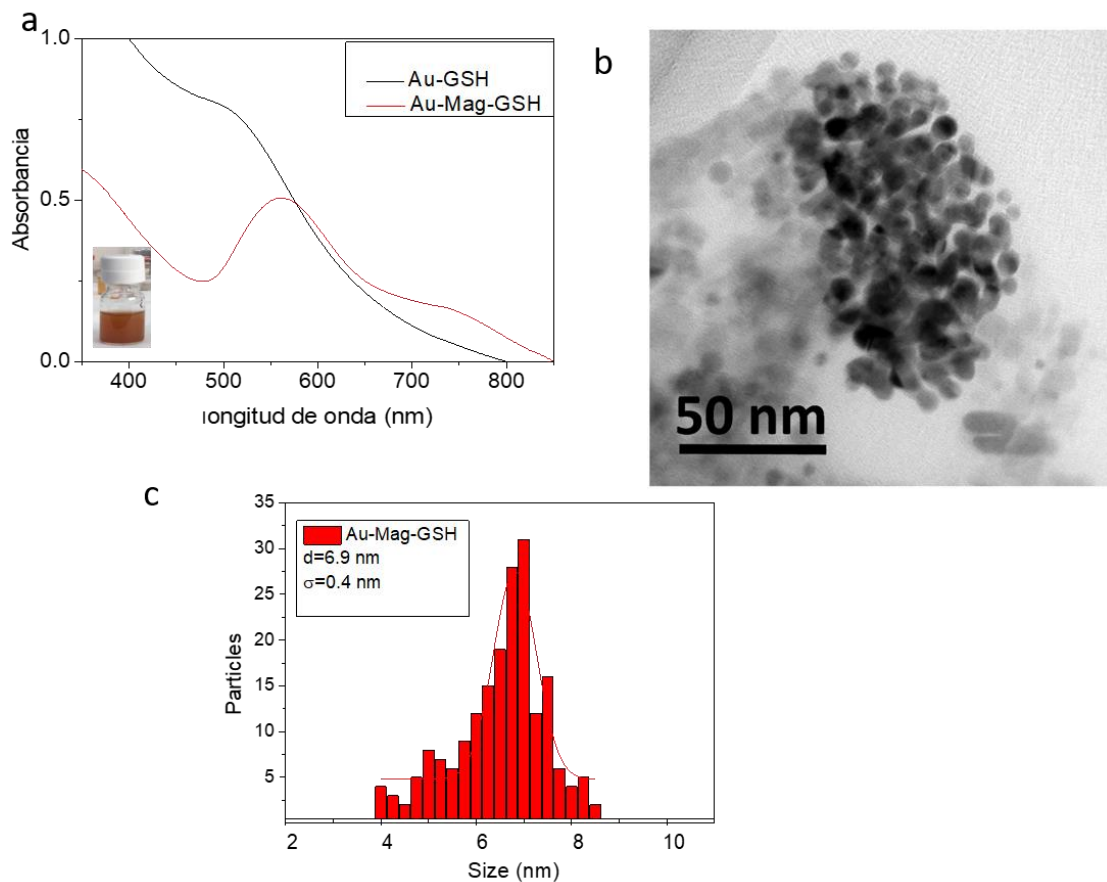 a
1.0
0.5
0.0
Absorbancia
Au-GSH
Au-Mag-GSH
400 500 600 700 800
longitud de onda (nm)
b
50 nm
c
35
30
25
20
15
10
5
Particles
Au-Mag-GSH
d=6.9 nm
σ=0.4 nm
2 4 6 8 10
Size (nm)